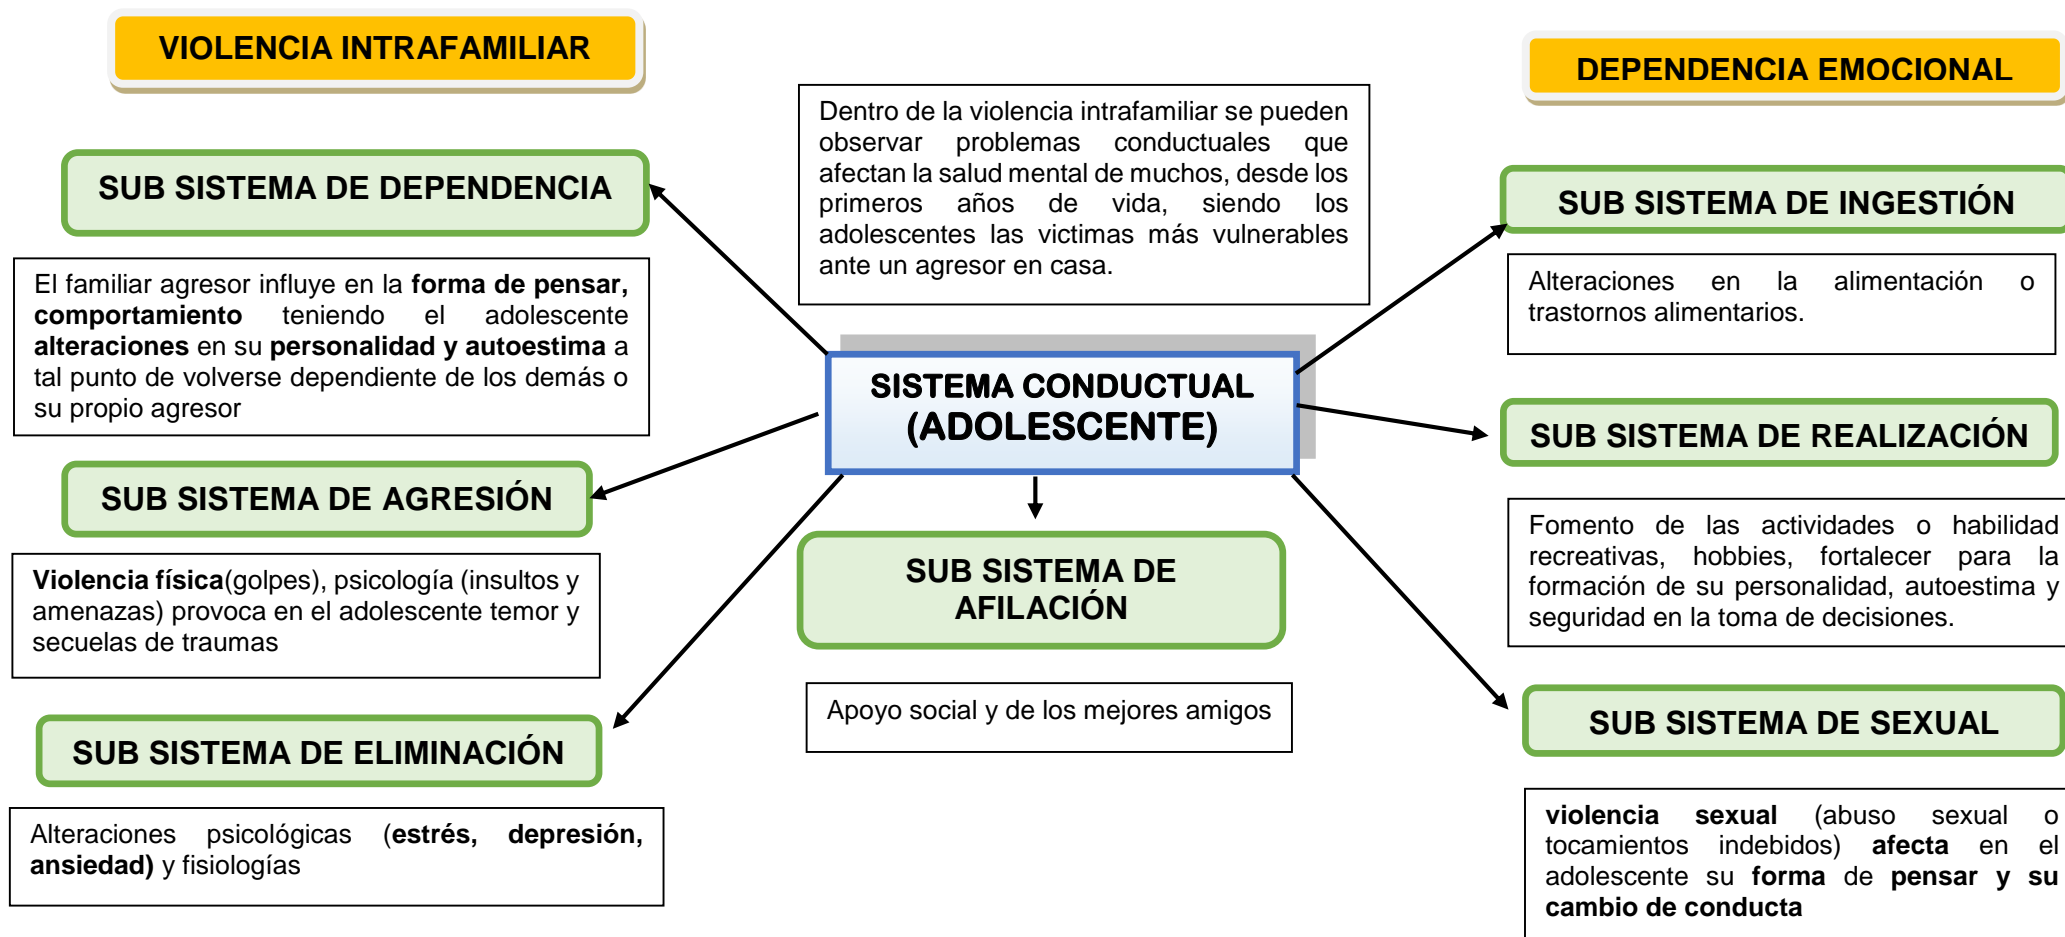 VIOLENCIA INTRAFAMILIAR
DEPENDENCIA EMOCIONAL
Dentro de la violencia intrafamiliar se pueden
observar problemas conductuales que
afectan la salud mental de muchos, desde los
primeros años de vida, siendo los
adolescentes las victimas más vulnerables
ante un agresor en casa.
SUB SISTEMA DE DEPENDENCIA
El familiar agresor influye en la forma de pensar,
comportamiento teniendo el adolescente
alteraciones en su personalidad y autoestima a
tal punto de volverse dependiente de los demás o
su propio agresor
SUB SISTEMA DE INGESTIÓN
Alteraciones en la alimentación o
trastornos alimentarios.
SISTEMA CONDUCTUAL
(ADOLESCENTE)
SUB SISTEMA DE REALIZACIÓN
Fomento de las actividades o habilidad
recreativas, hobbies, fortalecer para la
formación de su personalidad, autoestima y
seguridad en la toma de decisiones.
SUB SISTEMA DE AGRESIÓN
Violencia física(golpes), psicología (insultos y
amenazas) provoca en el adolescente temor y
secuelas de traumas
SUB SISTEMA DE
AFILACIÓN
Apoyo social y de los mejores amigos
SUB SISTEMA DE ELIMINACIÓN
Alteraciones psicológicas (estrés, depresión,
ansiedad) y fisiologías
SUB SISTEMA DE SEXUAL
violencia sexual (abuso sexual o
tocamientos indebidos) afecta en el
adolescente su forma de pensar y su
cambio de conducta